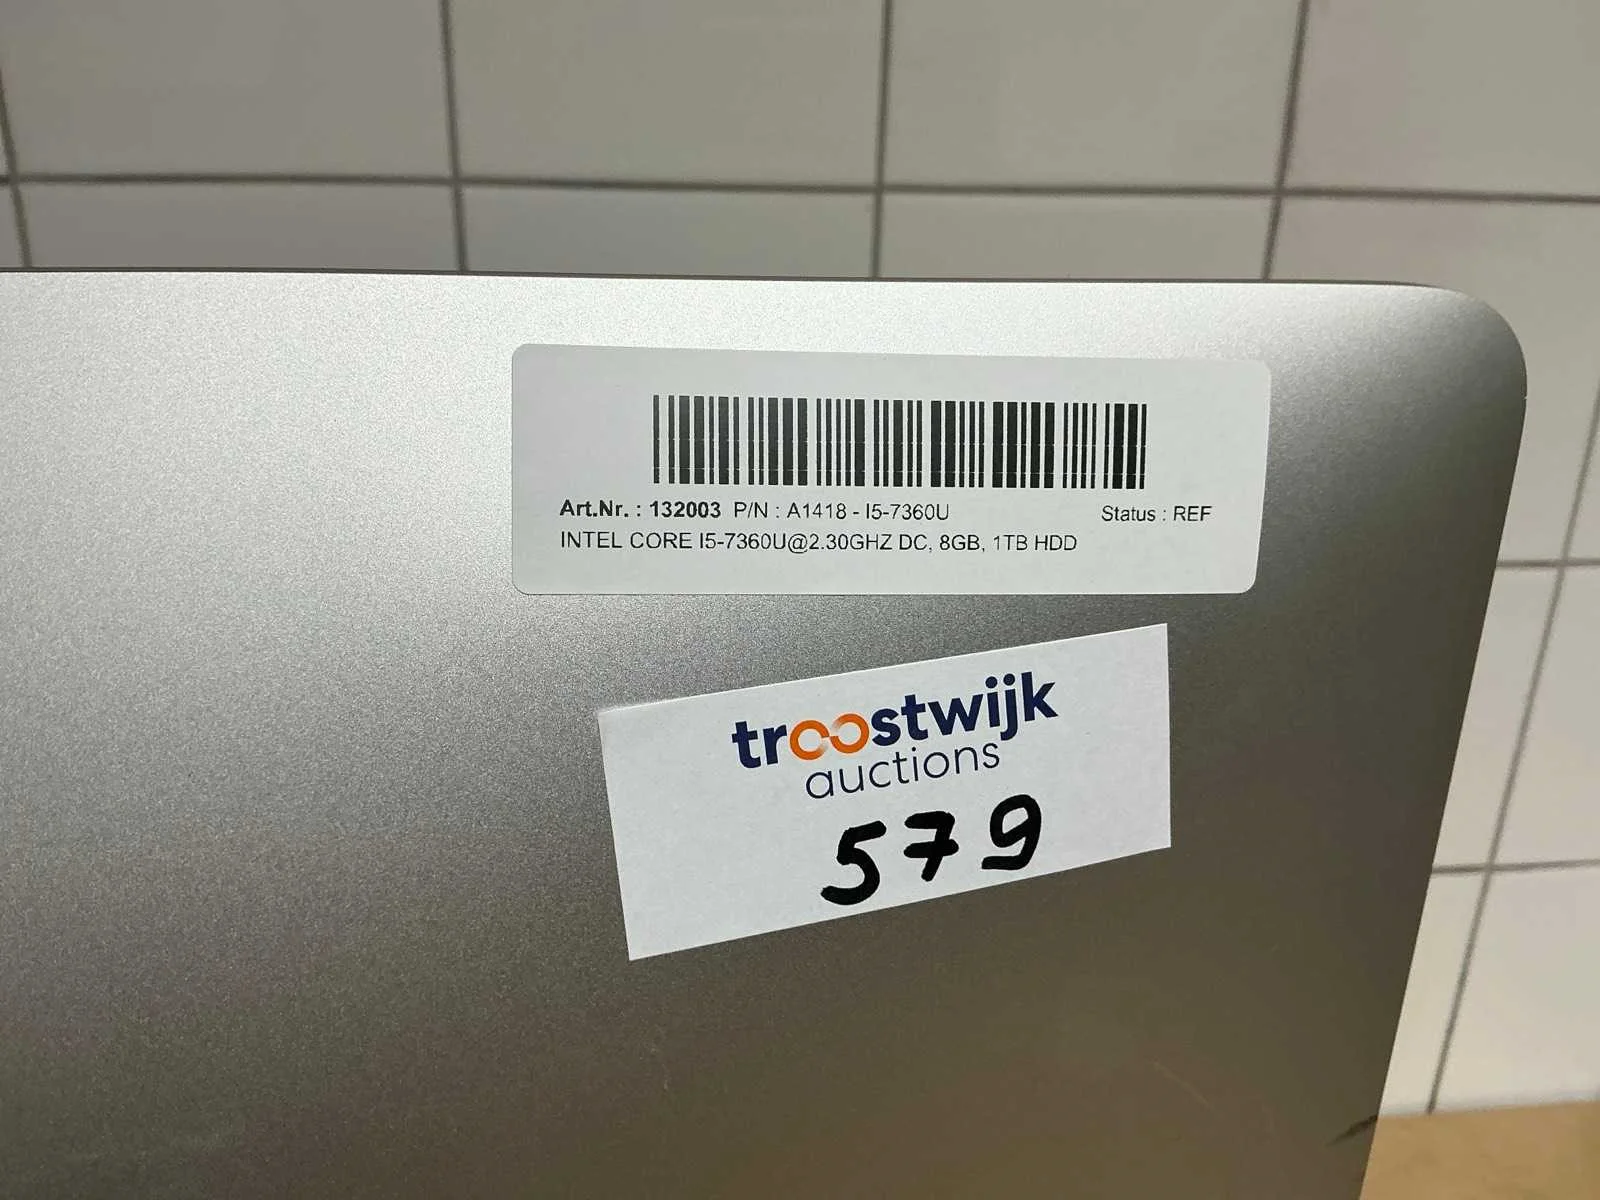 Art.Nr. : 132003 P/N : A1418 - I5-7360U Status : REF
INTEL CORE I5-7360U@2.30GHZ DC, 8GB, 1TB HDD
troostwijk
auctions
579